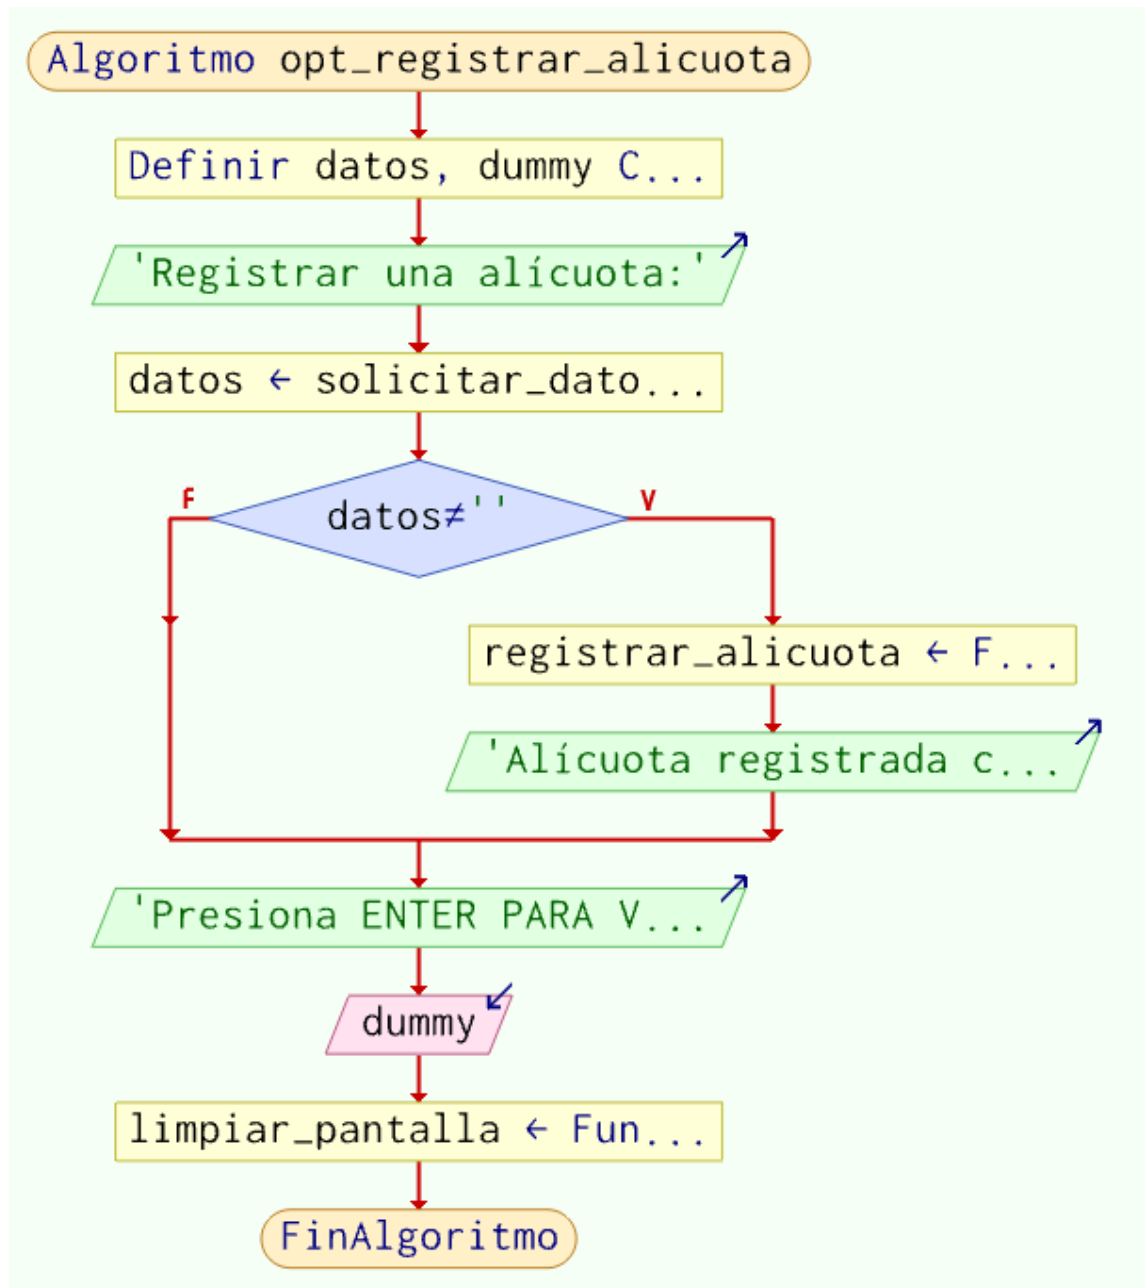 Algoritmo opt_registrar_alicuota
Definir datos, dummy C...
'Registrar una alícuota:'
datos ← solicitar_dato...
F
datos≠''
V
registrar_alicuota ← F...
'Alícuota registrada c...
'Presiona ENTER PARA V...
dummy
limpiar_pantalla ← Fun...
FinAlgoritmo